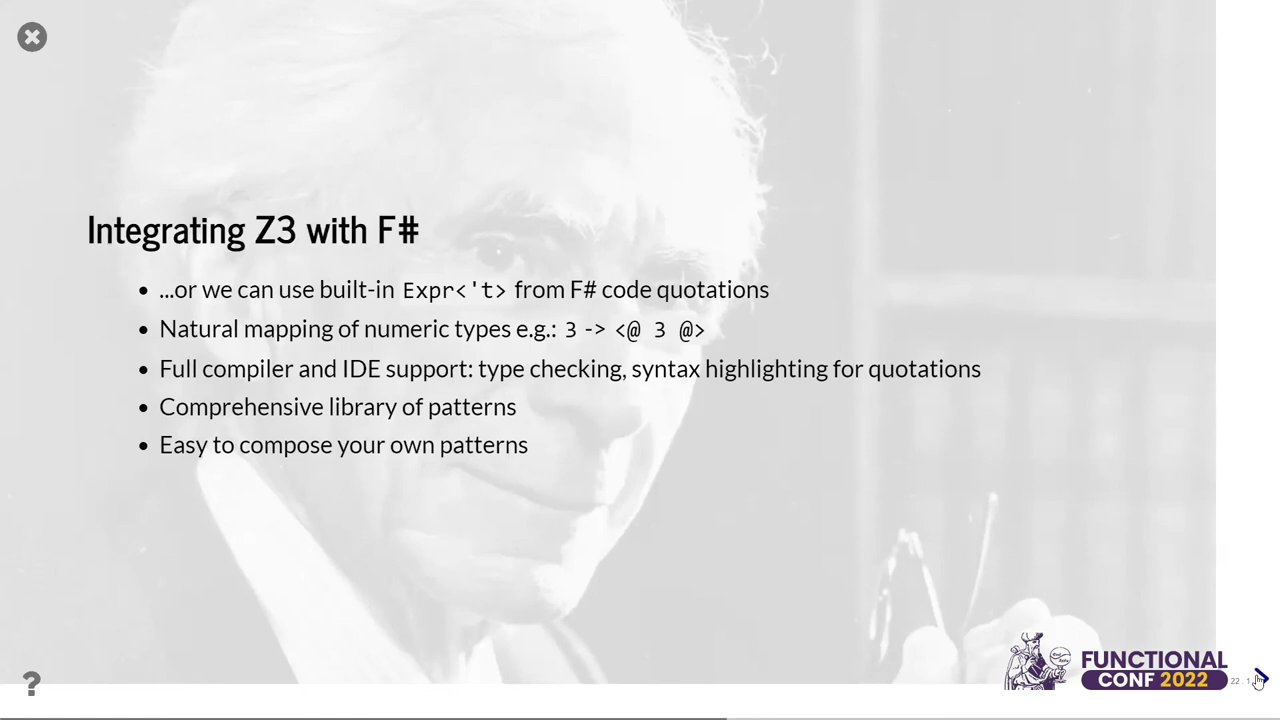 Integrating Z3 with F#
...or we can use built-in Expr<'t> from F# code quotations
Natural mapping of numeric types e.g.: 3 -> <@ 3 @>
Full compiler and IDE support: type checking, syntax highlighting for quotations
Comprehensive library of patterns
Easy to compose your own patterns
?
FUNCTIONAL
CONF 2022
22 . 1